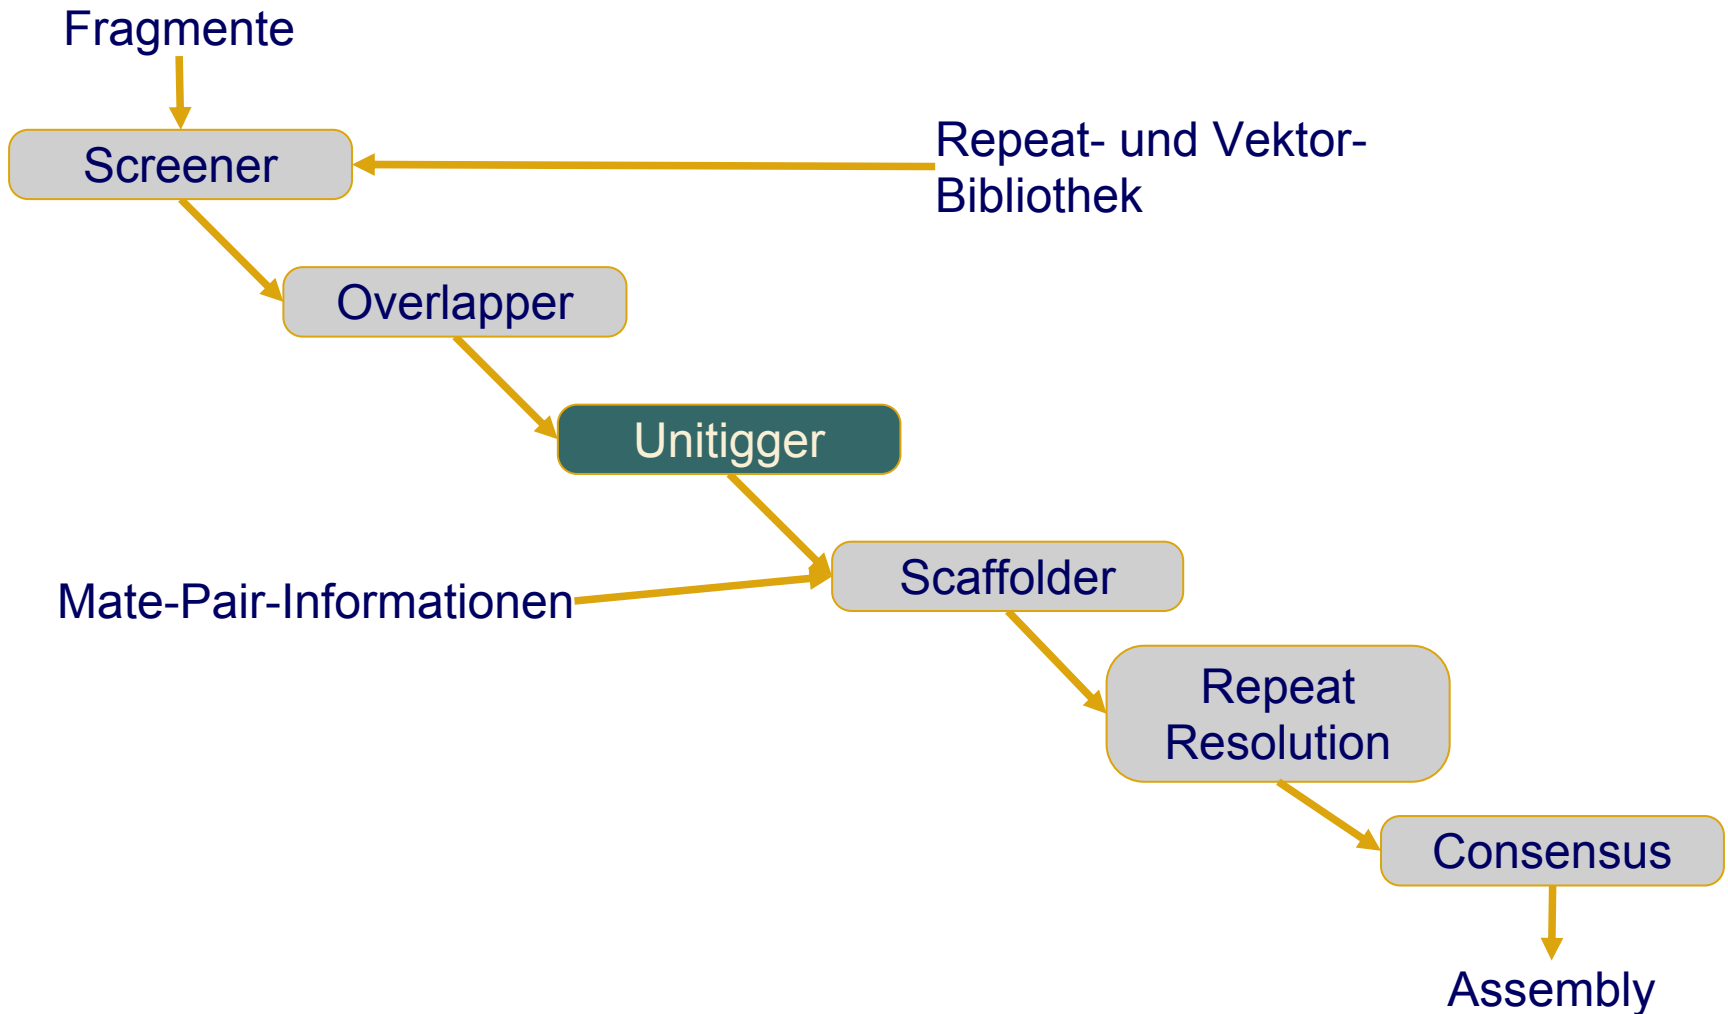 Fragmente
Repeat- und Vektor-
Bibliothek
Screener
Overlapper
Unitigger
Scaffolder
Mate-Pair-Informationen
Repeat
Resolution
Consensus
Assembly